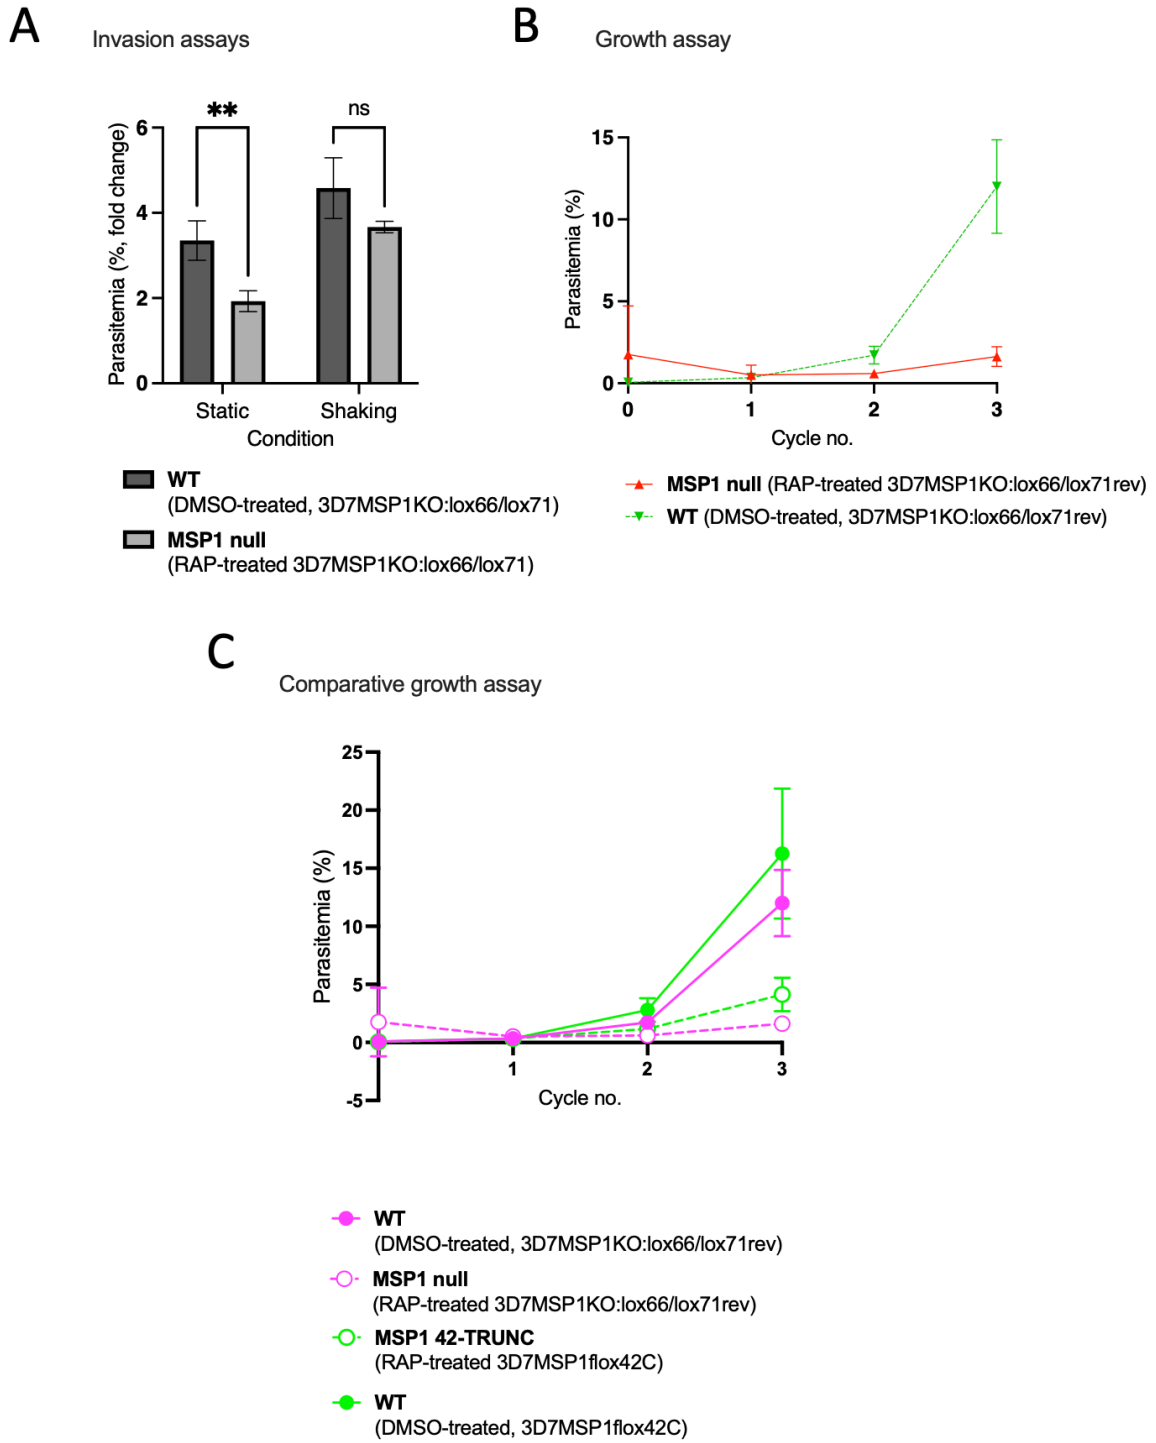 A
Invasion assays
Parasitemia (%, fold change)
6
4
2
0
**
ns
Static
Shaking
Condition
WT
(DMSO-treated, 3D7MSP1KO:lox66/lox71)
MSP1 null
(RAP-treated 3D7MSP1KO:lox66/lox71)
B
Growth assay
Parasitemia (%)
15
10
5
0
0
1
2
3
Cycle no.
MSP1 null (RAP-treated 3D7MSP1KO:lox66/lox71rev)
WT (DMSO-treated, 3D7MSP1KO:lox66/lox71rev)
C
Comparative growth assay
Parasitemia (%)
25
20
15
10
5
0
-5
1
2
3
Cycle no.
WT
(DMSO-treated, 3D7MSP1KO:lox66/lox71rev)
MSP1 null
(RAP-treated 3D7MSP1KO:lox66/lox71rev)
MSP1 42-TRUNC
(RAP-treated 3D7MSP1flox42C)
WT
(DMSO-treated, 3D7MSP1flox42C)